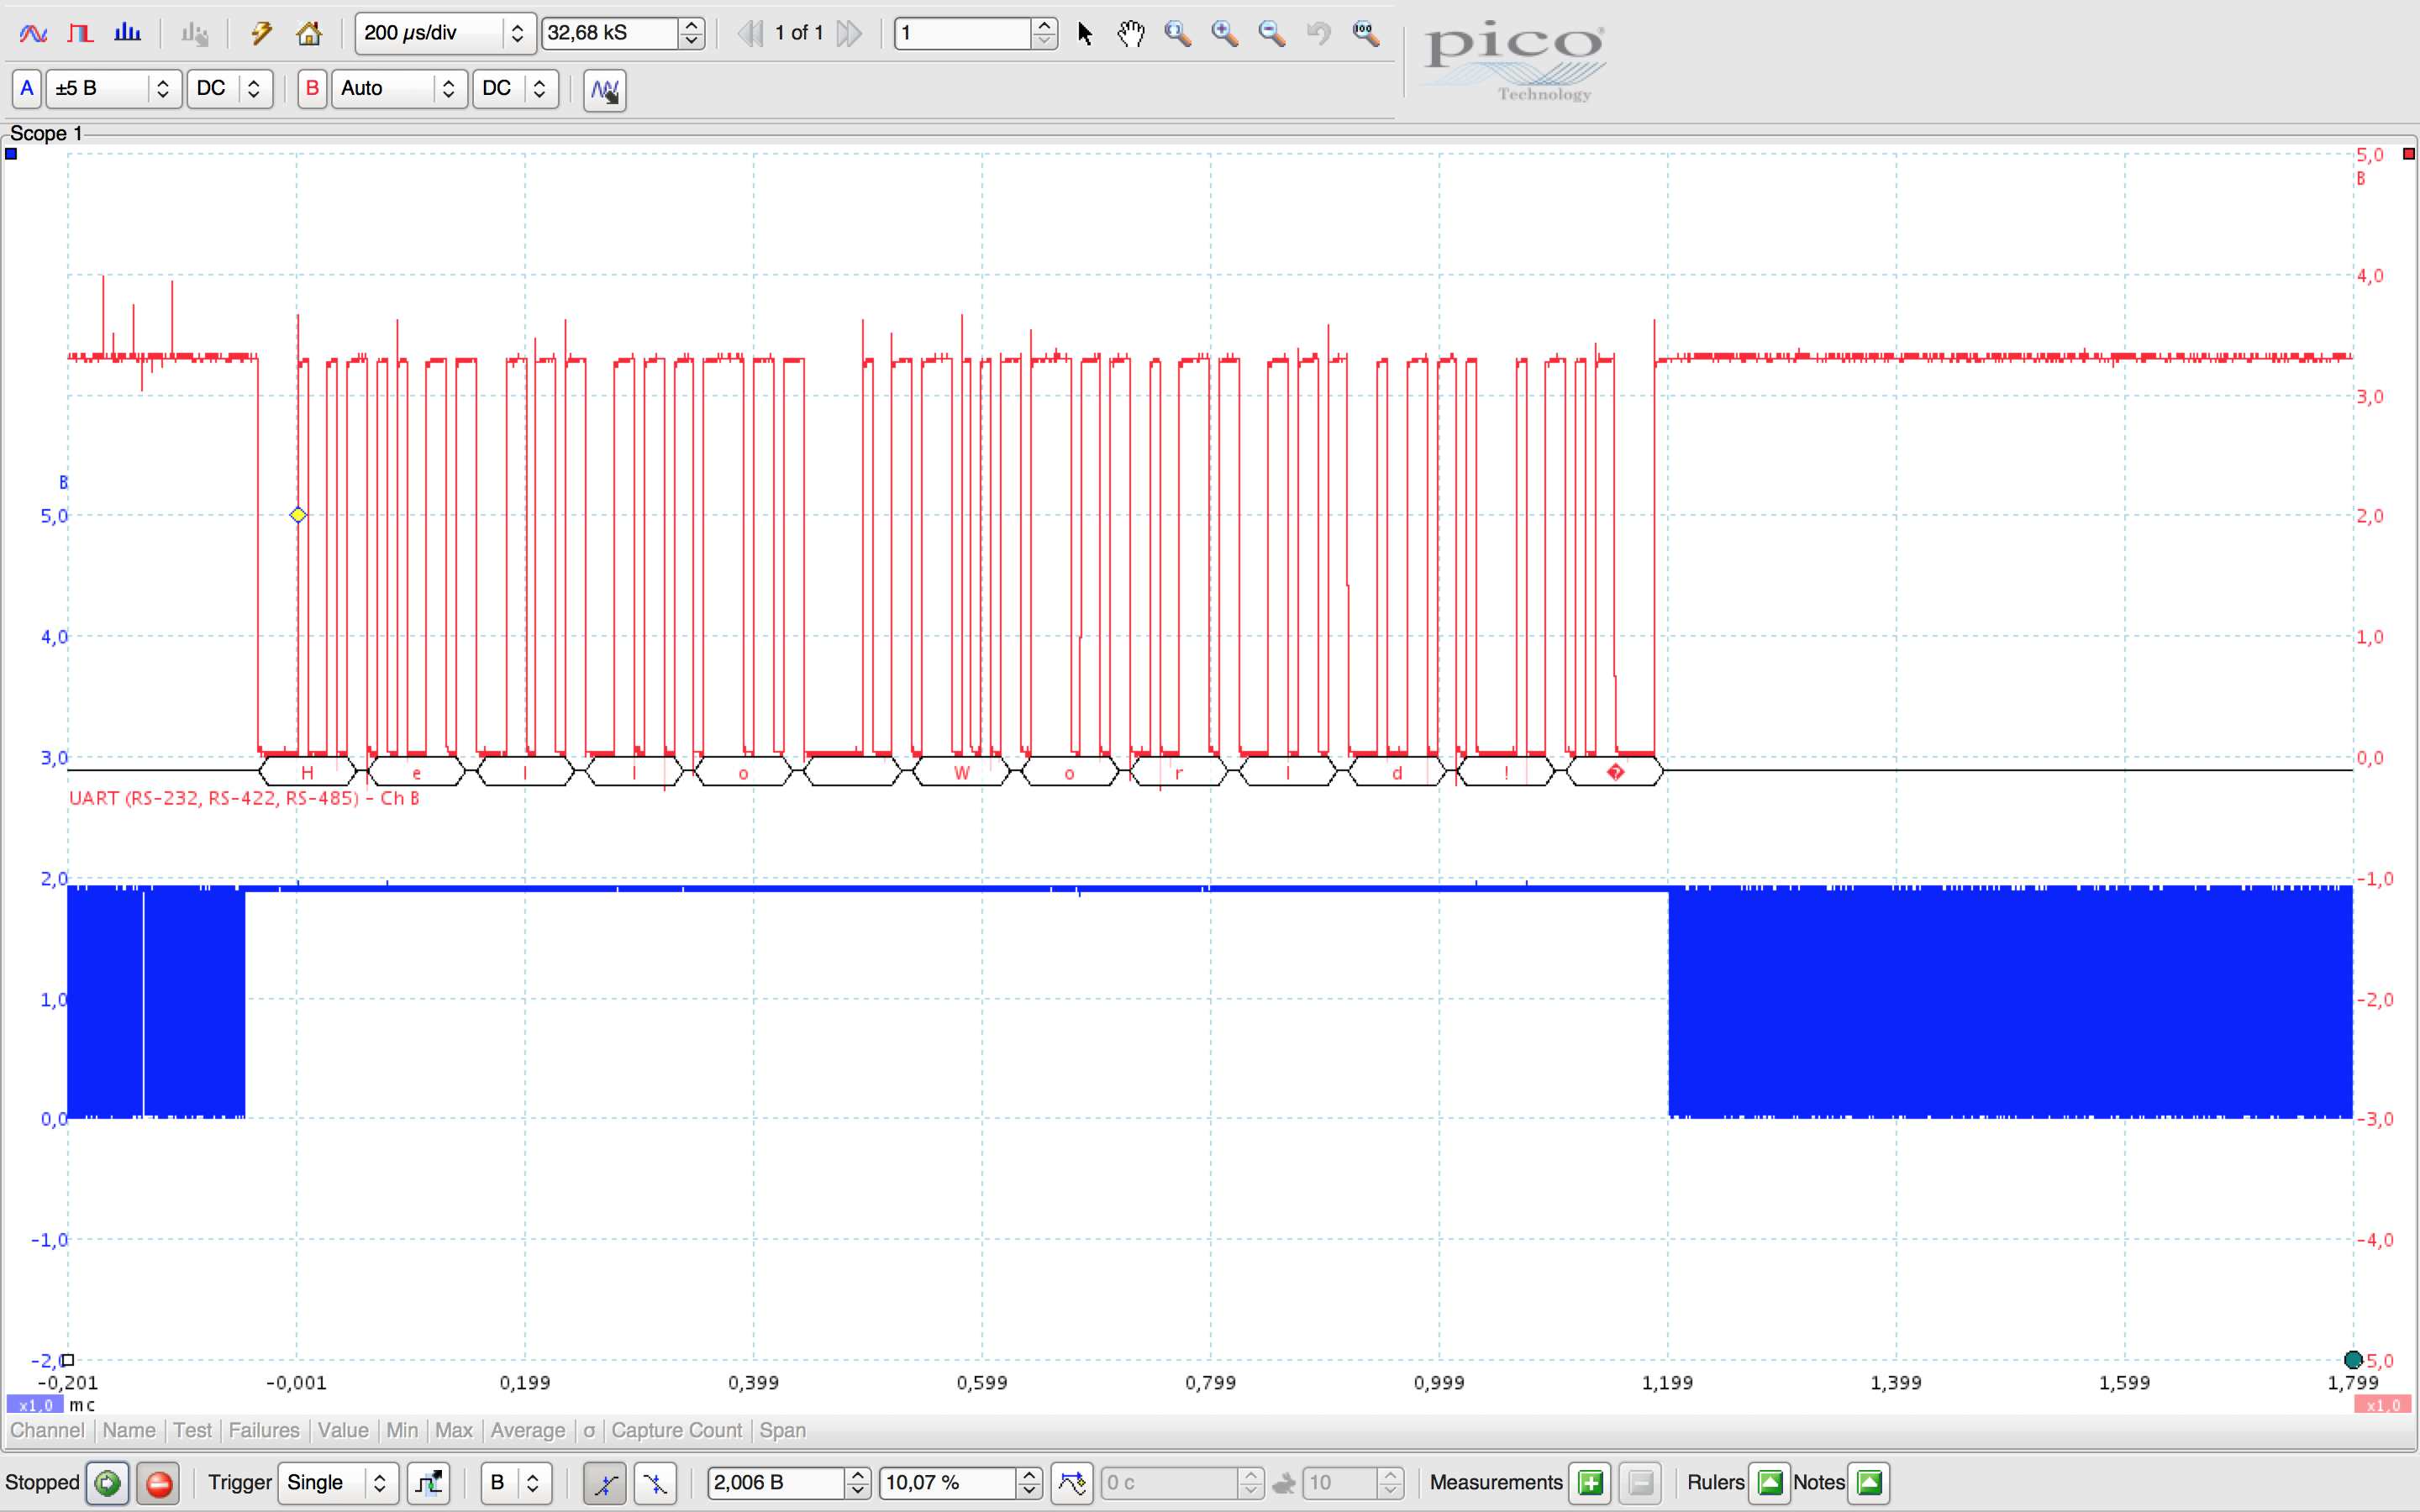 200 µs/div 32,68 kS 1 of 1 1
pico
Technology
A ±5 В DC B Auto DC
Scope 1
5,0
В
4,0
3,0
В
5,0 2,0
4,0 1,0
3,0 0,0
H e l l o W o r l d ! �
UART (RS-232, RS-422, RS-485) - Ch B
2,0 -1,0
1,0 -2,0
0,0 -3,0
-1,0 -4,0
-2,0 -5,0
-0,201 -0,001 0,199 0,399 0,599 0,799 0,999 1,199 1,399 1,599 1,799
x1,0 мс x1,0
Channel Name Test Failures Value Min Max Average σ Capture Count Span
Stopped Trigger Single B 2,006 В 10,07 % 0 с 10 Measurements Rulers Notes